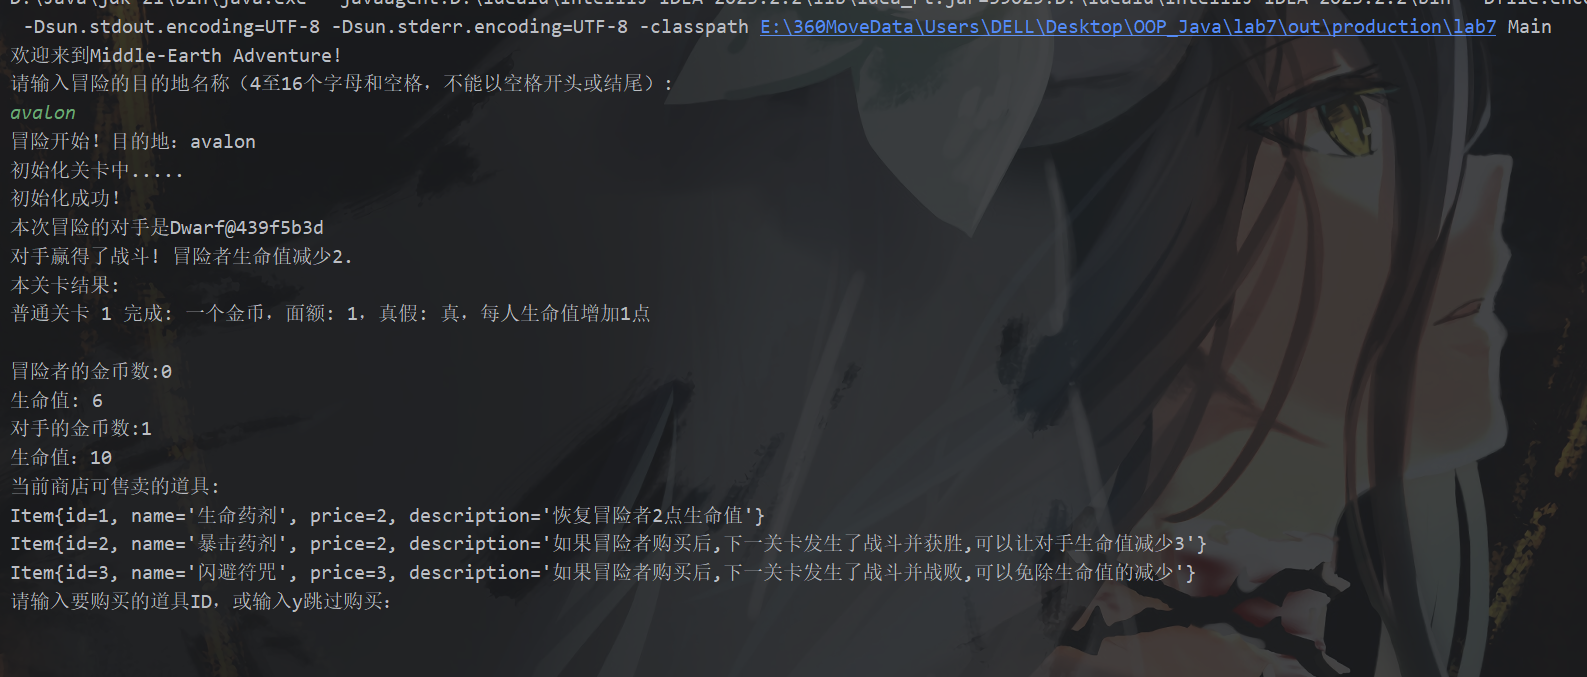 -Dsun.stdout.encoding=UTF-8 -Dsun.stderr.encoding=UTF-8 -classpath E:\360MoveData\Users\DELL\Desktop\OOP_Java\lab7\out\production\lab7 Main
欢迎来到Middle-Earth Adventure!
请输入冒险的目的地名称（4至16个字母和空格，不能以空格开头或结尾）:
avalon
冒险开始! 目的地: avalon
初始化关卡中.....
初始化成功!
本次冒险的对手是Dwarf@439f5b3d
对手赢得了战斗! 冒险者生命值减少2.
本关卡结果:
普通关卡 1 完成: 一个金币，面额: 1，真假: 真，每人生命值增加1点
冒险者的金币数:0
生命值: 6
对手的金币数:1
生命值: 10
当前商店可售卖的道具:
Item{id=1, name='生命药剂', price=2, description='恢复冒险者2点生命值'}
Item{id=2, name='暴击药剂', price=2, description='如果冒险者购买后,下一关卡发生了战斗并获胜,可以让对手生命值减少3'}
Item{id=3, name='闪避符咒', price=3, description='如果冒险者购买后,下一关卡发生了战斗并战败,可以免除生命值的减少'}
请输入要购买的道具ID，或输入y跳过购买: